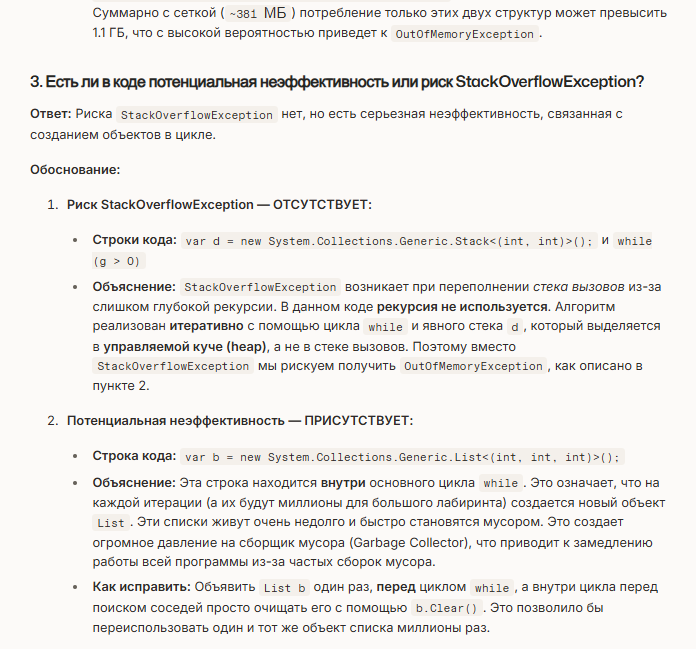 Суммарно с сеткой ( ~381 МБ ) потребление только этих двух структур может превысить
1.1 ГБ, что с высокой вероятностью приведет к OutOfMemoryException.
3. Есть ли в коде потенциальная неэффективность или риск StackOverflowException?
Ответ: Риска StackOverflowException нет, но есть серьезная неэффективность, связанная с
созданием объектов в цикле.
Обоснование:
1. Риск StackOverflowException — ОТСУТСТВУЕТ:
• Строки кода: var d = new System.Collections.Generic.Stack<(int, int)>(); и while
(g > 0)
• Объяснение: StackOverflowException возникает при переполнении стека вызовов из-за
слишком глубокой рекурсии. В данном коде рекурсия не используется. Алгоритм
реализован итеративно с помощью цикла while и явного стека d, который выделяется
в управляемой куче (heap), а не в стеке вызовов. Поэтому вместо
StackOverflowException мы рискуем получить OutOfMemoryException, как описано в
пункте 2.
2. Потенциальная неэффективность — ПРИСУТСТВУЕТ:
• Строка кода: var b = new System.Collections.Generic.List<(int, int, int)>();
• Объяснение: Эта строка находится внутри основного цикла while. Это означает, что на
каждой итерации (а их будут миллионы для большого лабиринта) создается новый объект
List. Эти списки живут очень недолго и быстро становятся мусором. Это создает
огромное давление на сборщик мусора (Garbage Collector), что приводит к замедлению
работы всей программы из-за частых сборок мусора.
• Как исправить: Объявить List b один раз, перед циклом while, а внутри цикла перед
поиском соседей просто очищать его с помощью b.Clear(). Это позволило бы
переиспользовать один и тот же объект списка миллионы раз.